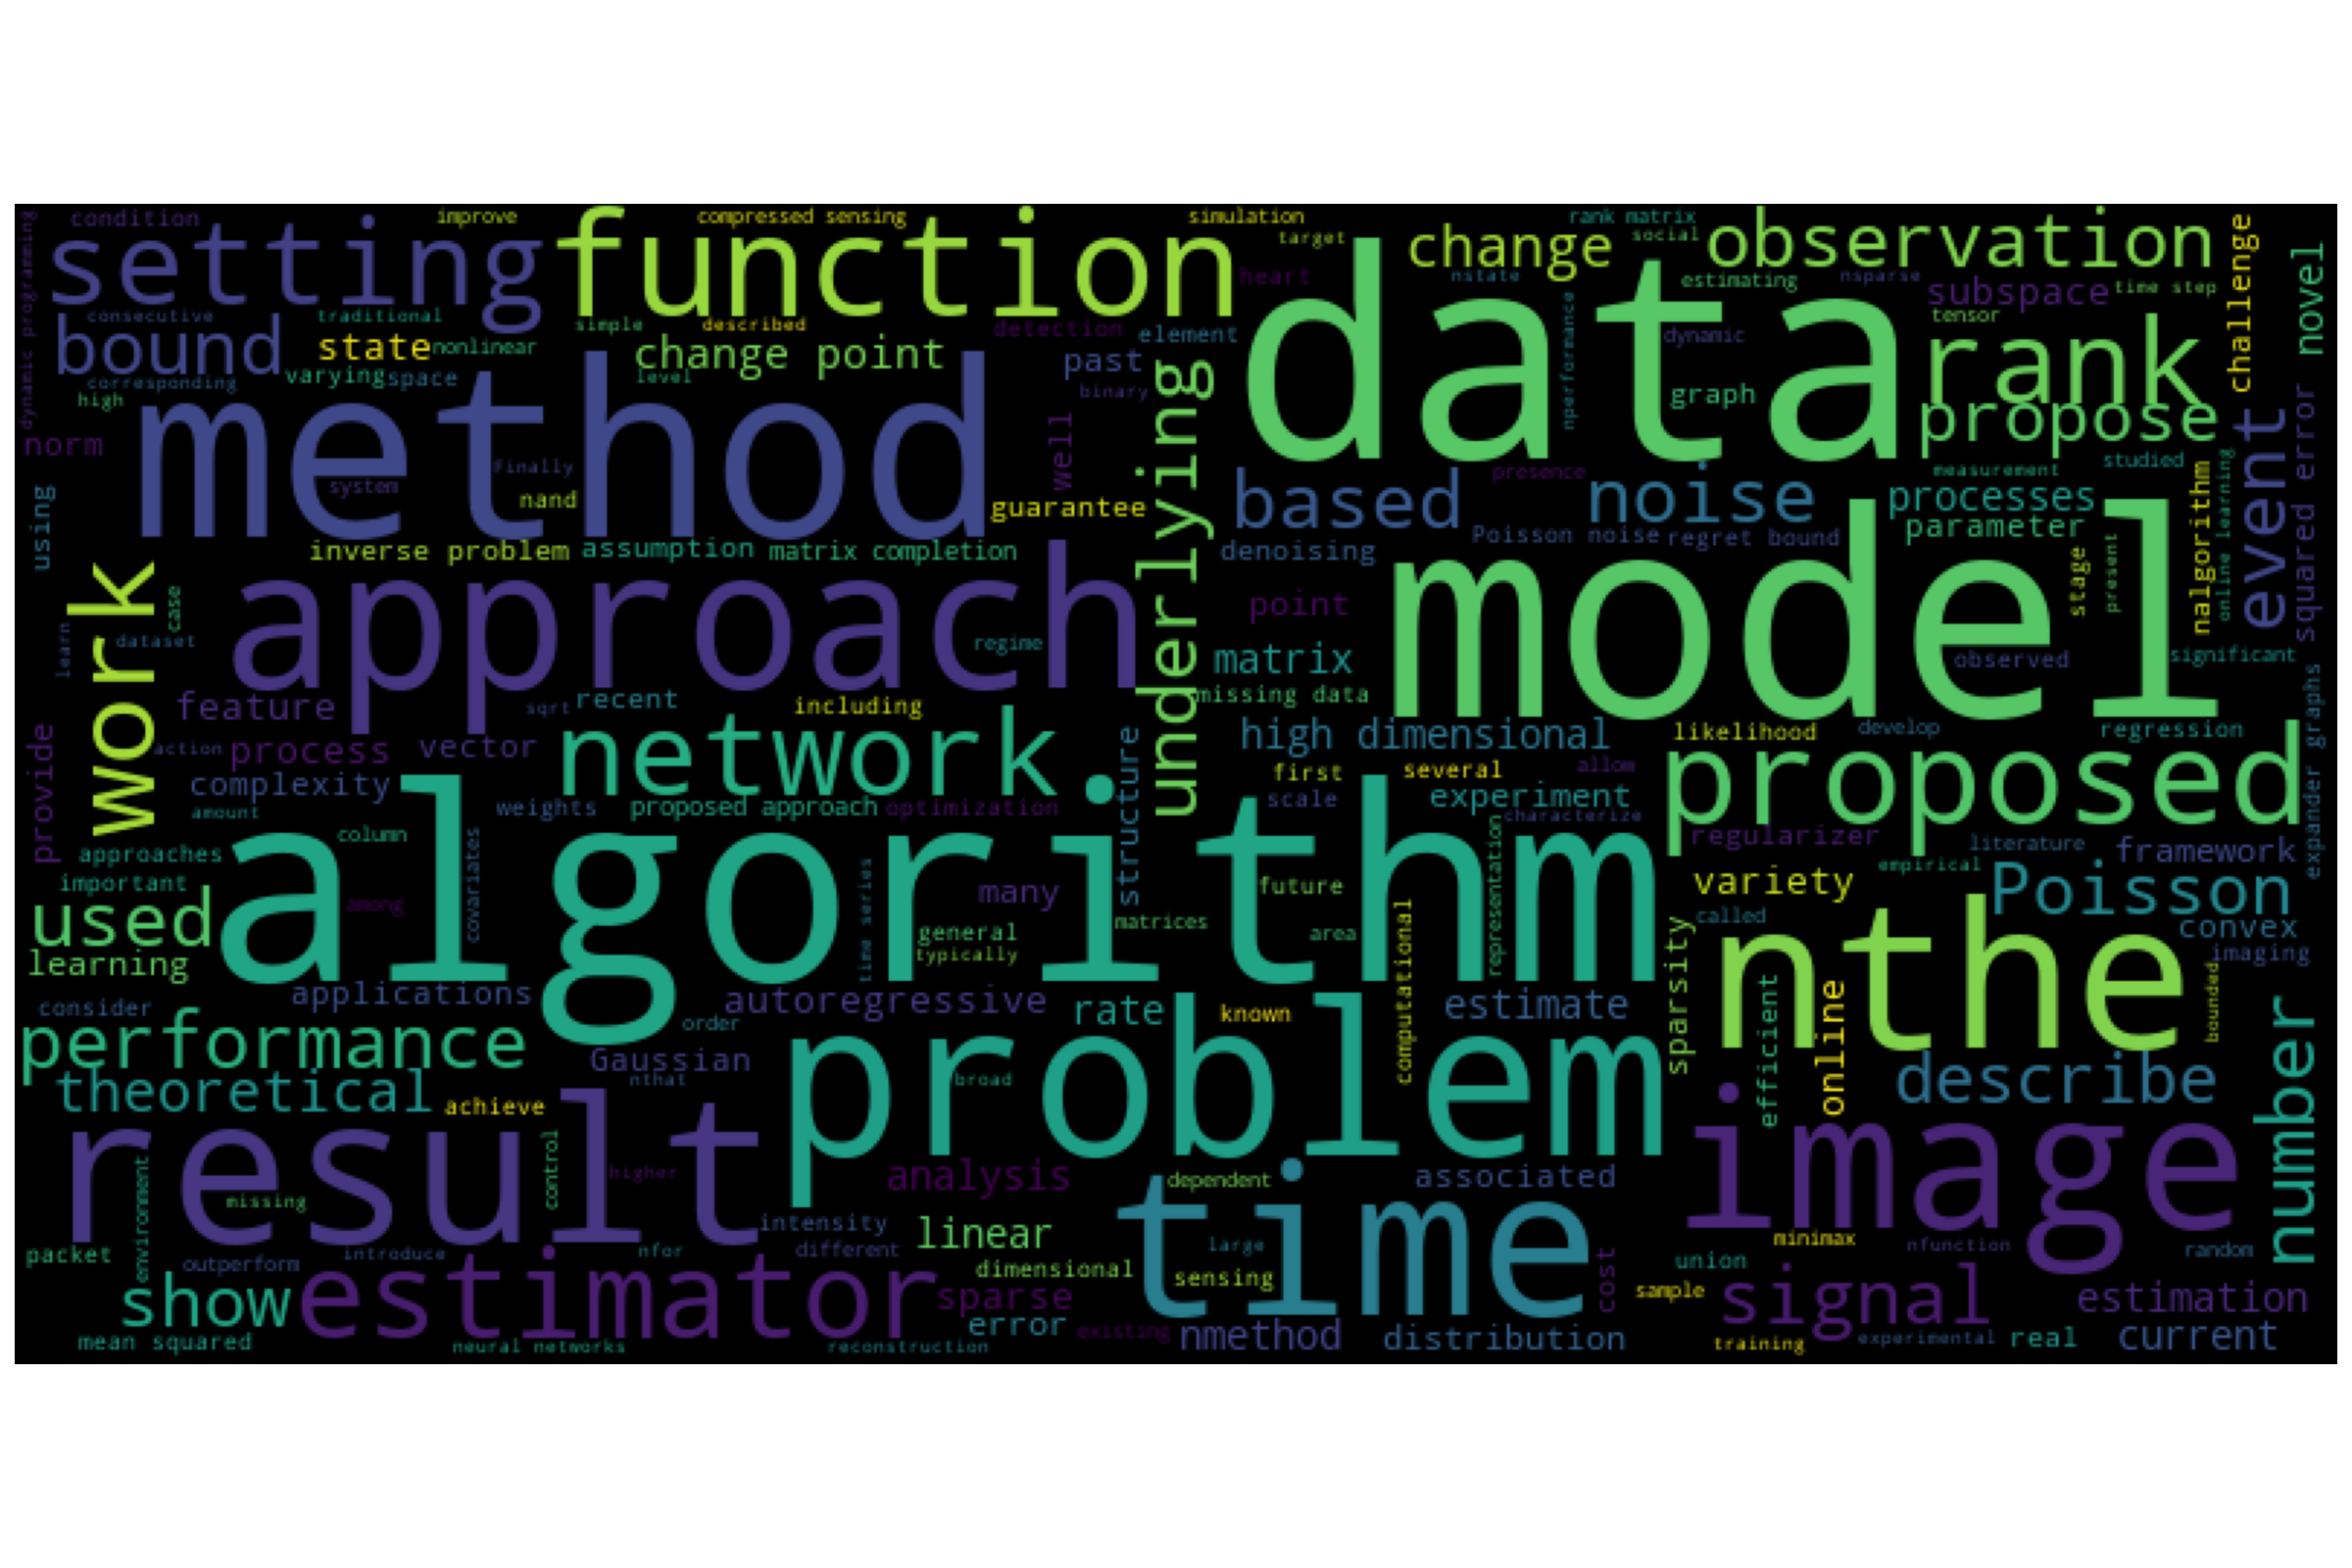 condition
improve
compressed sensing
simulation
rank matrix
setting
function
target
change
social
observation
challenge
novel
dynamic programming
heart
data
nstate
estimating
nsparse
subspace
time step
consecutive
traditional
simple
described
detection
element
tensor
bound
state
nonlinear
change point
past
underlying
nperformance
dynamic
rank
corresponding
varying
space
level
binary
graph
propose
high
method
norm
Finally
system
nand
well
guarantee
presence
measurement
studied
event
squared error
based
noise
processes
parameter
nalgorithm
online learning
using
inverse problem
assumption
matrix completion
denoising
Poisson noise
regret bound
model
stage
present
work
case
approach
point
learn
dataset
regime
matrix
observed
significant
feature
sqrt
recent
including
missing data
provide
action
process
vector
network
structure
high dimensional
likelihood
develop
regression
expander graphs
complexity
weights
proposed approach
optimization
first
several
allow
proposed
amount
scale
experiment
characterize
column
algorithm
approaches
covariates
regularizer
literature
framework
important
among
time series
many
future
representation
variety
empirical
Poisson
used
general
matrices
area
computational
sparsity
called
convex
learning
typically
nthe
imaging
consider
applications
autoregressive
rate
known
estimate
efficient
online
bounded
number
performance
order
problem
Gaussian
nthat
broad
describe
theoretical
achieve
result
control
higher
analysis
dependent
associated
image
environment
missing
intensity
linear
time
minimax
nfunction
random
packet
outperform
introduce
nfor
different
large
cost
union
show
estimator
dimensional
sensing
sparse
sample
signal
estimation
error
mean squared
neural networks
reconstruction
existing
nmethod
distribution
training
experimental
real
current